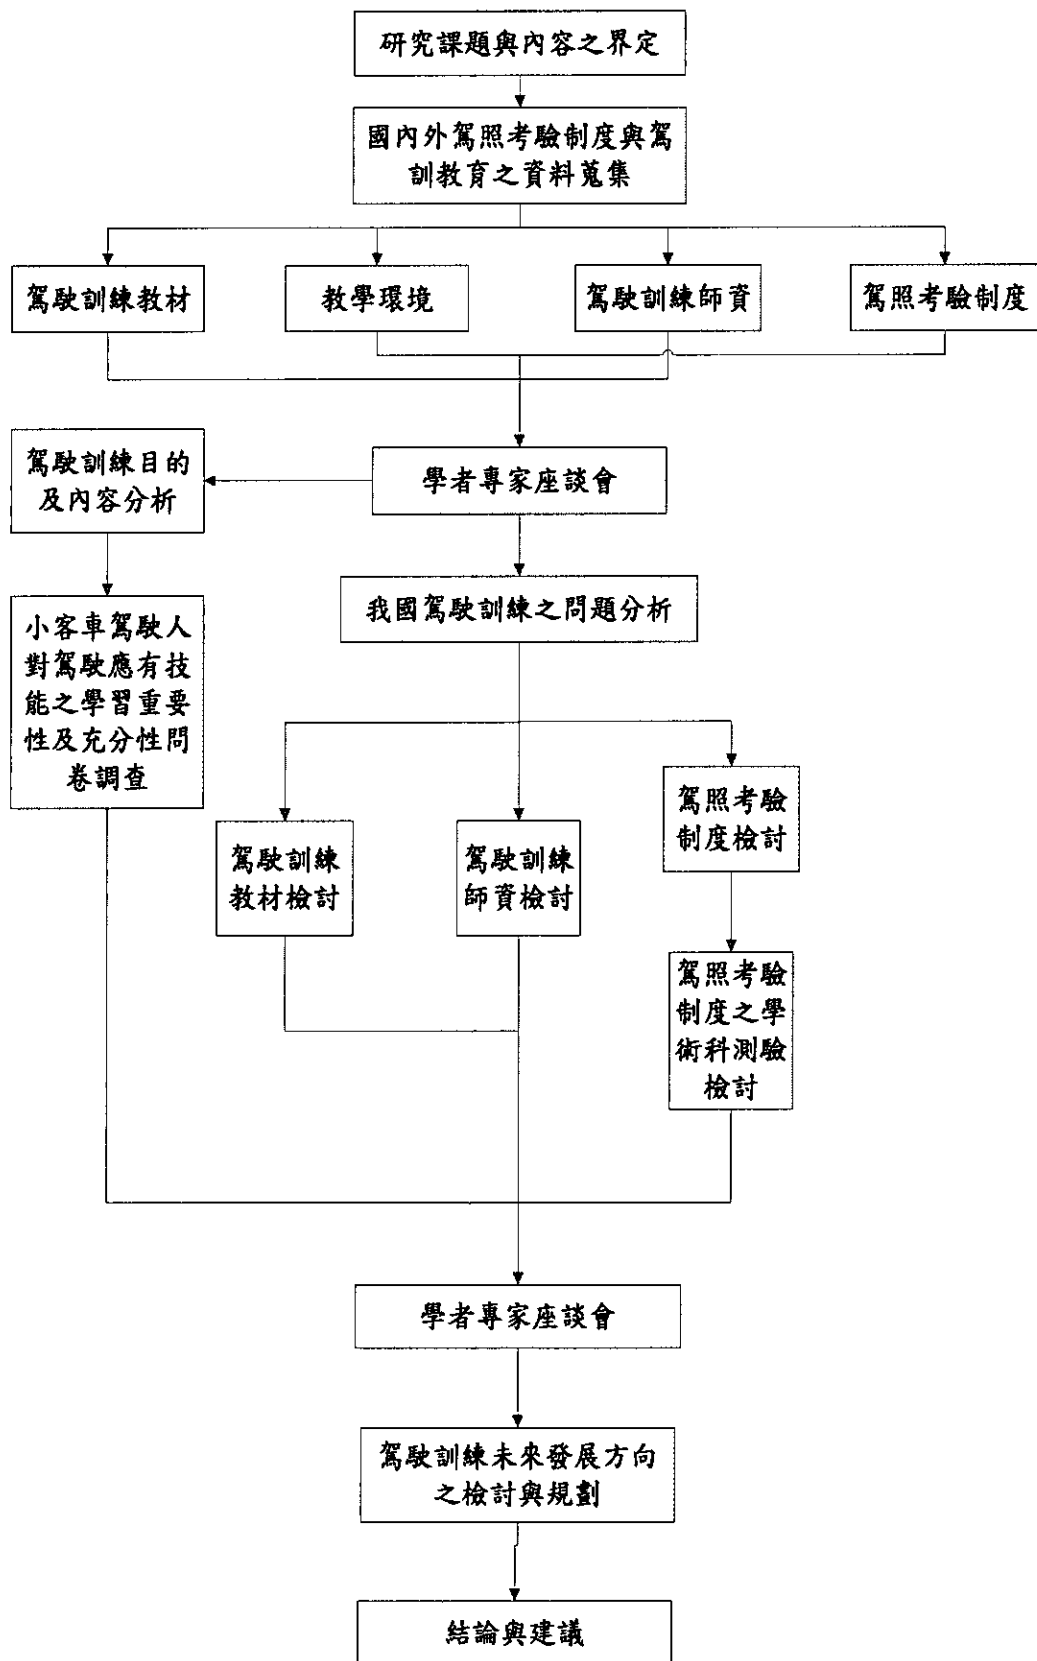 研究課題與內容之界定
國內外駕照考驗制度與駕
訓教育之資料蒐集
駕駛訓練教材
教學環境
駕駛訓練師資
駕照考驗制度
駕駛訓練目的
及內容分析
學者專家座談會
我國駕駛訓練之問題分析
小客車駕駛人
對駕駛應有技
能之學習重要
性及充分性問
卷調查
駕駛訓練
教材檢討
駕駛訓練
師資檢討
駕照考驗
制度檢討
駕照考驗
制度之學
術科測驗
檢討
學者專家座談會
駕駛訓練未來發展方向
之檢討與規劃
結論與建議